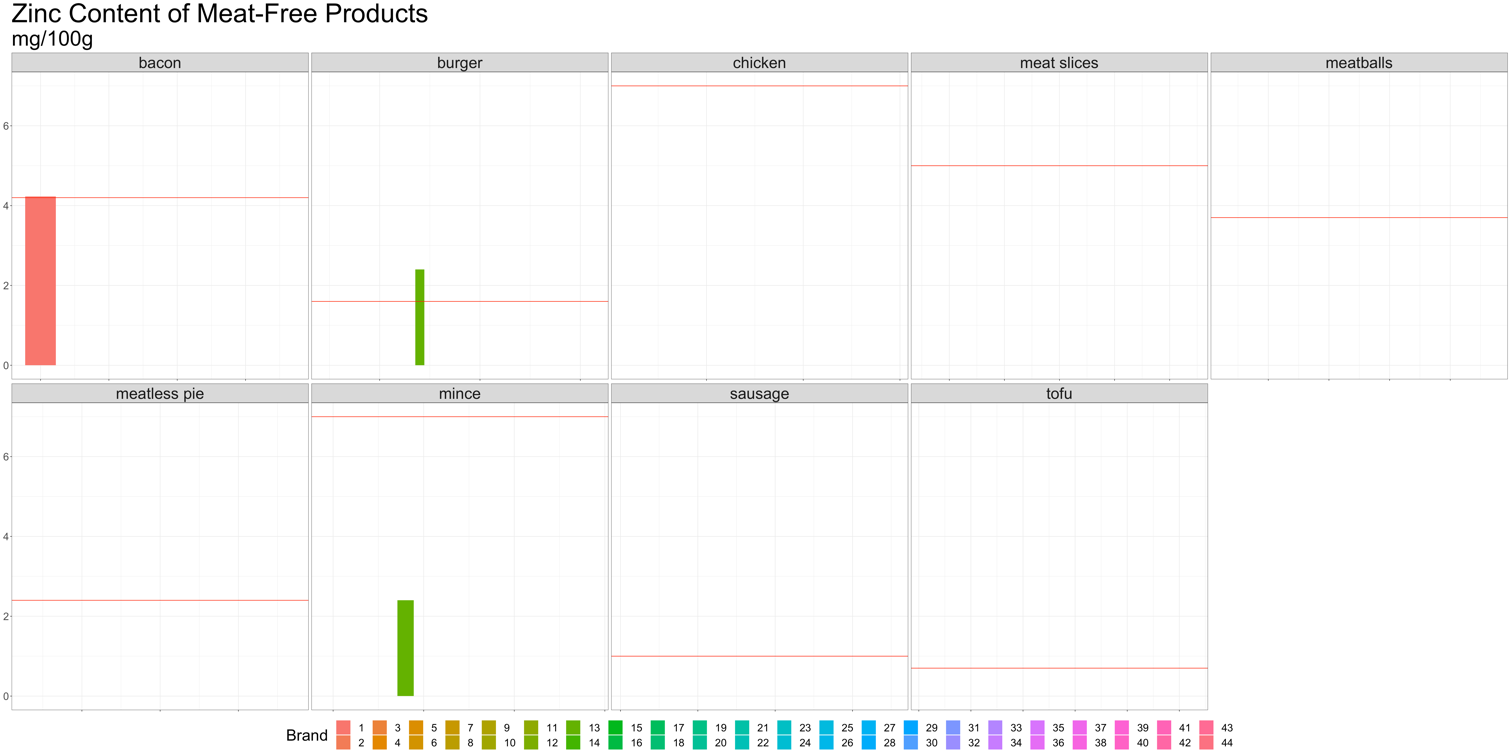 Zinc Content of Meat-Free Products
mg/100g
bacon burger chicken meat slices meatballs
6
4
2
0
meatless pie mince sausage tofu
6
4
2
0
Brand
1 3 5 7 9 11 13 15 17 19 21 23 25 27 29 31 33 35 37 39 41 43
2 4 6 8 10 12 14 16 18 20 22 24 26 28 30 32 34 36 38 40 42 44